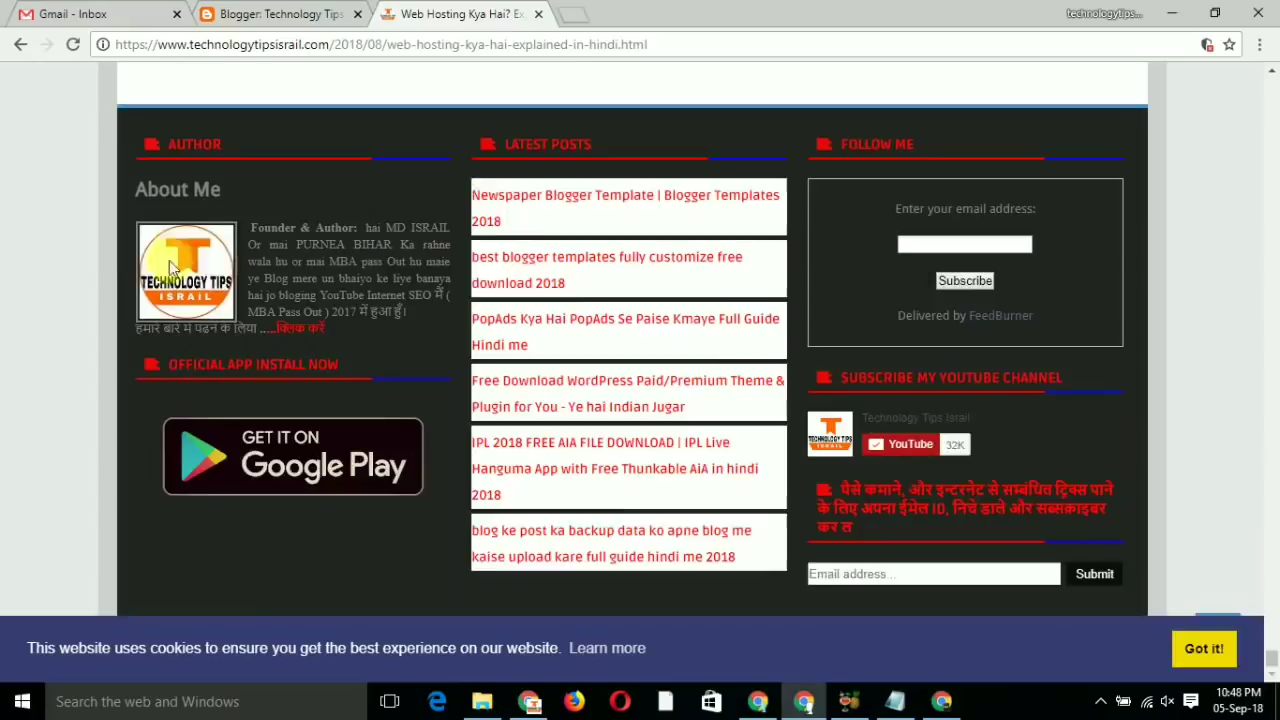 Gmail - Inbox
Blogger: Technology Tips
Web Hosting Kya Hai? Ex
technologytips...
https://www.technologytipsisrail.com/2018/08/web-hosting-kya-hai-explained-in-hindi.html
AUTHOR
About Me
T
TECHNOLOGY TIPS
ISRAIL
Founder & Author: hai MD ISRAIL
Or mai PURNEA BIHAR Ka rahne
wala hu or mai MBA pass Out hu maie
ye Blog mere un bhaiyo ke liye banaya
hai jo bloging YouTube Internet SEO में (
MBA Pass Out ) 2017 में हुआ हूँ।
हमारे बारे में पढ़ने के लिया .....क्लिक करें
OFFICIAL APP INSTALL NOW
GET IT ON
Google Play
LATEST POSTS
Newspaper Blogger Template | Blogger Templates
2018
best blogger templates fully customize free
download 2018
PopAds Kya Hai PopAds Se Paise Kmaye Full Guide
Hindi me
Free Download WordPress Paid/Premium Theme &
Plugin for You - Ye hai Indian Jugar
IPL 2018 FREE AIA FILE DOWNLOAD | IPL Live
Hanguma App with Free Thunkable AiA in hindi
2018
blog ke post ka backup data ko apne blog me
kaise upload kare full guide hindi me 2018
FOLLOW ME
Enter your email address:
Subscribe
Delivered by FeedBurner
SUBSCRIBE MY YOUTUBE CHANNEL
T
TECHNOLOGY TIPS
ISRAIL
Technology Tips Israil
YouTube 32K
पैसे कमाने, और इन्टरनेट से सम्बंधित ट्रिक्स पाने
के लिए अपना ईमेल ID, निचे डाले और सब्सक्राइबर
कर ल
Email address...
Submit
This website uses cookies to ensure you get the best experience on our website. Learn more
Got it!
Search the web and Windows
10:48 PM
05-Sep-18